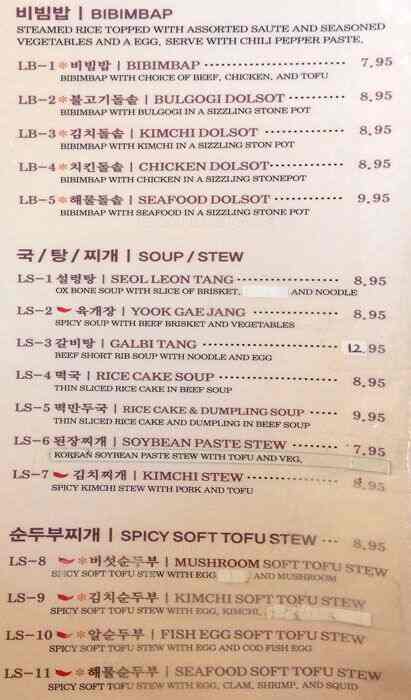 비빔밥 | BIBIMBAP
STEAMED RICE TOPPED WITH ASSORTED SAUTE AND SEASONED
VEGETABLES AND A EGG, SERVE WITH CHILI PEPPER PASTE.
LB-1 *비빔밥 | BIBIMBAP 7.95
BIBIMBAP WITH CHOICE OF BEEF, CHICKEN, AND TOFU
LB-2 *불고기돌솥 | BULGOGI DOLSOT 8.95
BIBIMBAP WITH BULGOGI IN A SIZZLING STONE POT
LB-3 *김치돌솥 | KIMCHI DOLSOT 8.95
BIBIMBAP WITH KIMCHI IN A SIZZLING STON POT
LB-4 *치킨돌솥 | CHICKEN DOLSOT 8.95
BIBIMBAP WITH CHICKEN IN A SIZZLING STONEPOT
LB-5 *해물돌솥 | SEAFOOD DOLSOT 9.95
BIBIMBAP WITH SEAFOOD IN A SIZZLING STONE POT
국/탕/찌개 | SOUP/STEW
LS-1 설렁탕 | SEOL LEON TANG 8.95
OX BONE SOUP WITH SLICE OF BRISKET, AND NOODLE
LS-2 육개장 | YOOK GAE JANG 8.95
SPICY SOUP WITH BEEF BRISKET AND VEGETABLES
LS-3 갈비탕 | GALBI TANG 12.95
BEEF SHORT RIB SOUP WITH NOODLE AND EGG
LS-4 떡국 | RICE CAKE SOUP 8.95
THIN SLICED RICE CAKE IN BEEF SOUP
LS-5 떡만두국 | RICE CAKE & DUMPLING SOUP 9.95
THIN SLICED RICE CAKE AND DUMPLING IN BEEF SOUP
LS-6 된장찌개 | SOYBEAN PASTE STEW 7.95
KOREAN SOYBEAN PASTE STEW WITH TOFU AND VEG,
LS-7 김치찌개 | KIMCHI STEW 8.95
SPICY KIMCHI STEW WITH PORK AND TOFU
순두부찌개 | SPICY SOFT TOFU STEW 8.95
LS-8 *버섯순두부 | MUSHROOM SOFT TOFU STEW
SPICY SOFT TOFU STEW WITH EGG AND MUSHROOM
LS-9 *김치순두부 | KIMCHI SOFT TOFU STEW
SPICY SOFT TOFU STEW WITH EGG, KIMCHI,
LS-10 *알순두부 | FISH EGG SOFT TOFU STEW
SPICY SOFT TOFU STEW WITH EGG AND COD FISH EGG
LS-11 *해물순두부 | SEAFOOD SOFT TOFU STEW
SPICY SOFT TOFU STEW WITH EGG, CLAM, SHRIMP, AND SQUID